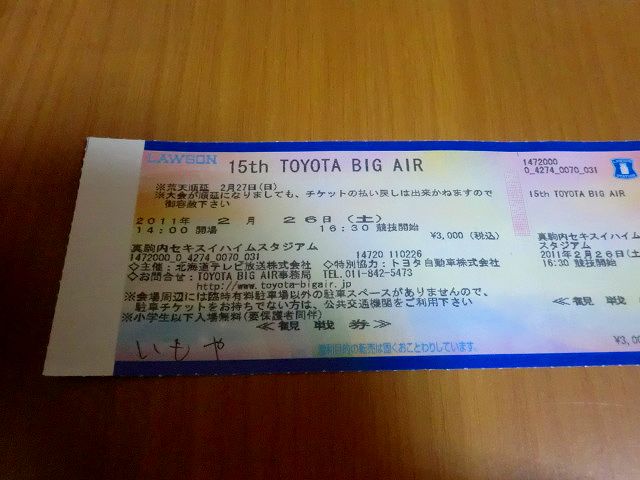 LAWSON
15th TOYOTA BIG AIR
※荒天順延 2月27日(日)
※大会が順延になりましても、チケットの払い戻しは出来かねますので
御容赦下さい
2011年 2月 26日(土)
14:00 開場 16:30 競技開始
¥3,000(税込)
真駒内セキスイハイムスタジアム
1472000_0_4274_0070_031 14720 110226
◇主催:北海道テレビ放送株式会社 ◇特別協力:トヨタ自動車株式会社
◇お問合せ:TOYOTA BIG AIR事務局 TEL.011-842-5473
http://www.toyota-bigair.jp/
※会場周辺には臨時有料駐車場以外の駐車スペースがありませんので、
駐車チケットをお持ちでない方は、公共交通機関をご利用下さい
※小学生以下入場無料(要保護者同伴)
≪観戦券≫
いもや
営利目的の転売は固くおことわりしています。
1472000
0_4274_0070_031
15th TOYOTA BIG AIR
真駒内セキスイハイム
スタジアム
2011年2月26日(土)
16:30 競技開始
≪観戦